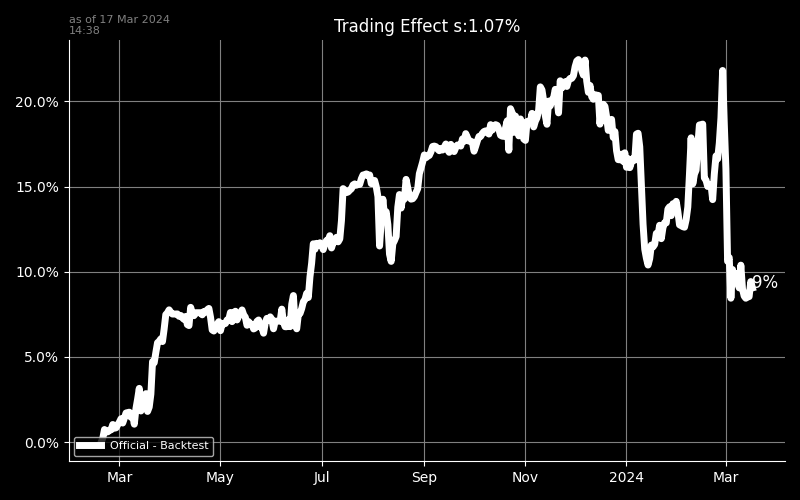 as of 17 Mar 2024
14:38
Trading Effect s:1.07%
20.0%
15.0%
10.0%
9%
5.0%
0.0%
Official - Backtest
Mar May Jul Sep Nov 2024 Mar